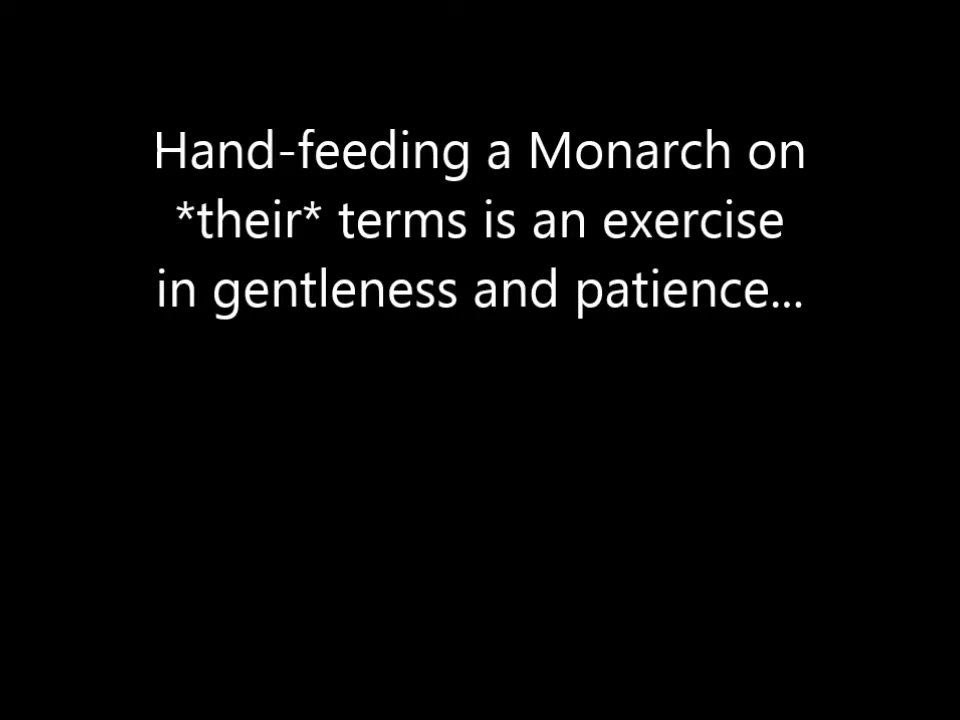 Hand-feeding a Monarch on
*their* terms is an exercise
in gentleness and patience...